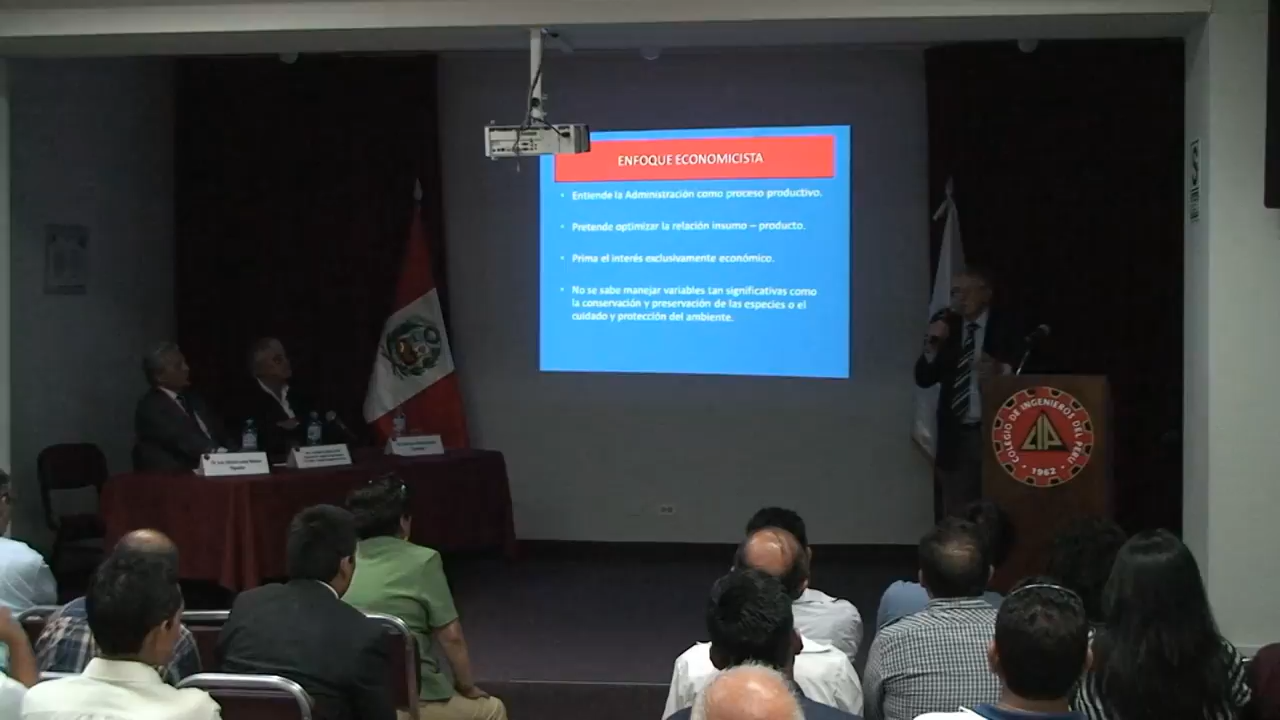 ENFOQUE ECONOMICISTA
• Entiende la Administración como proceso productivo.
• Pretende optimizar la relación insumo – producto.
• Prima el interés exclusivamente económico.
• No se sabe manejar variables tan significativas como
la conservación y preservación de las especies o el
cuidado y protección del ambiente.
COLEGIO DE INGENIEROS DEL PERU
CIP
• 1962 •